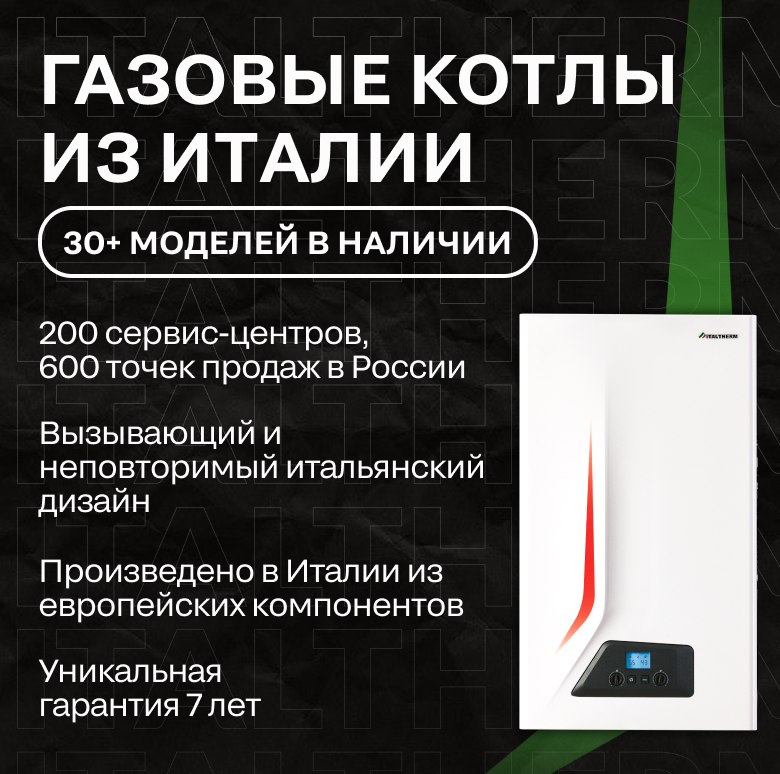 ГАЗОВЫЕ КОТЛЫ
ИЗ ИТАЛИИ
30+ МОДЕЛЕЙ В НАЛИЧИИ
200 сервис-центров,
600 точек продаж в России
Вызывающий и
неповторимый итальянский
дизайн
Произведено в Италии из
европейских компонентов
Уникальная
гарантия 7 лет
ITALTHERM